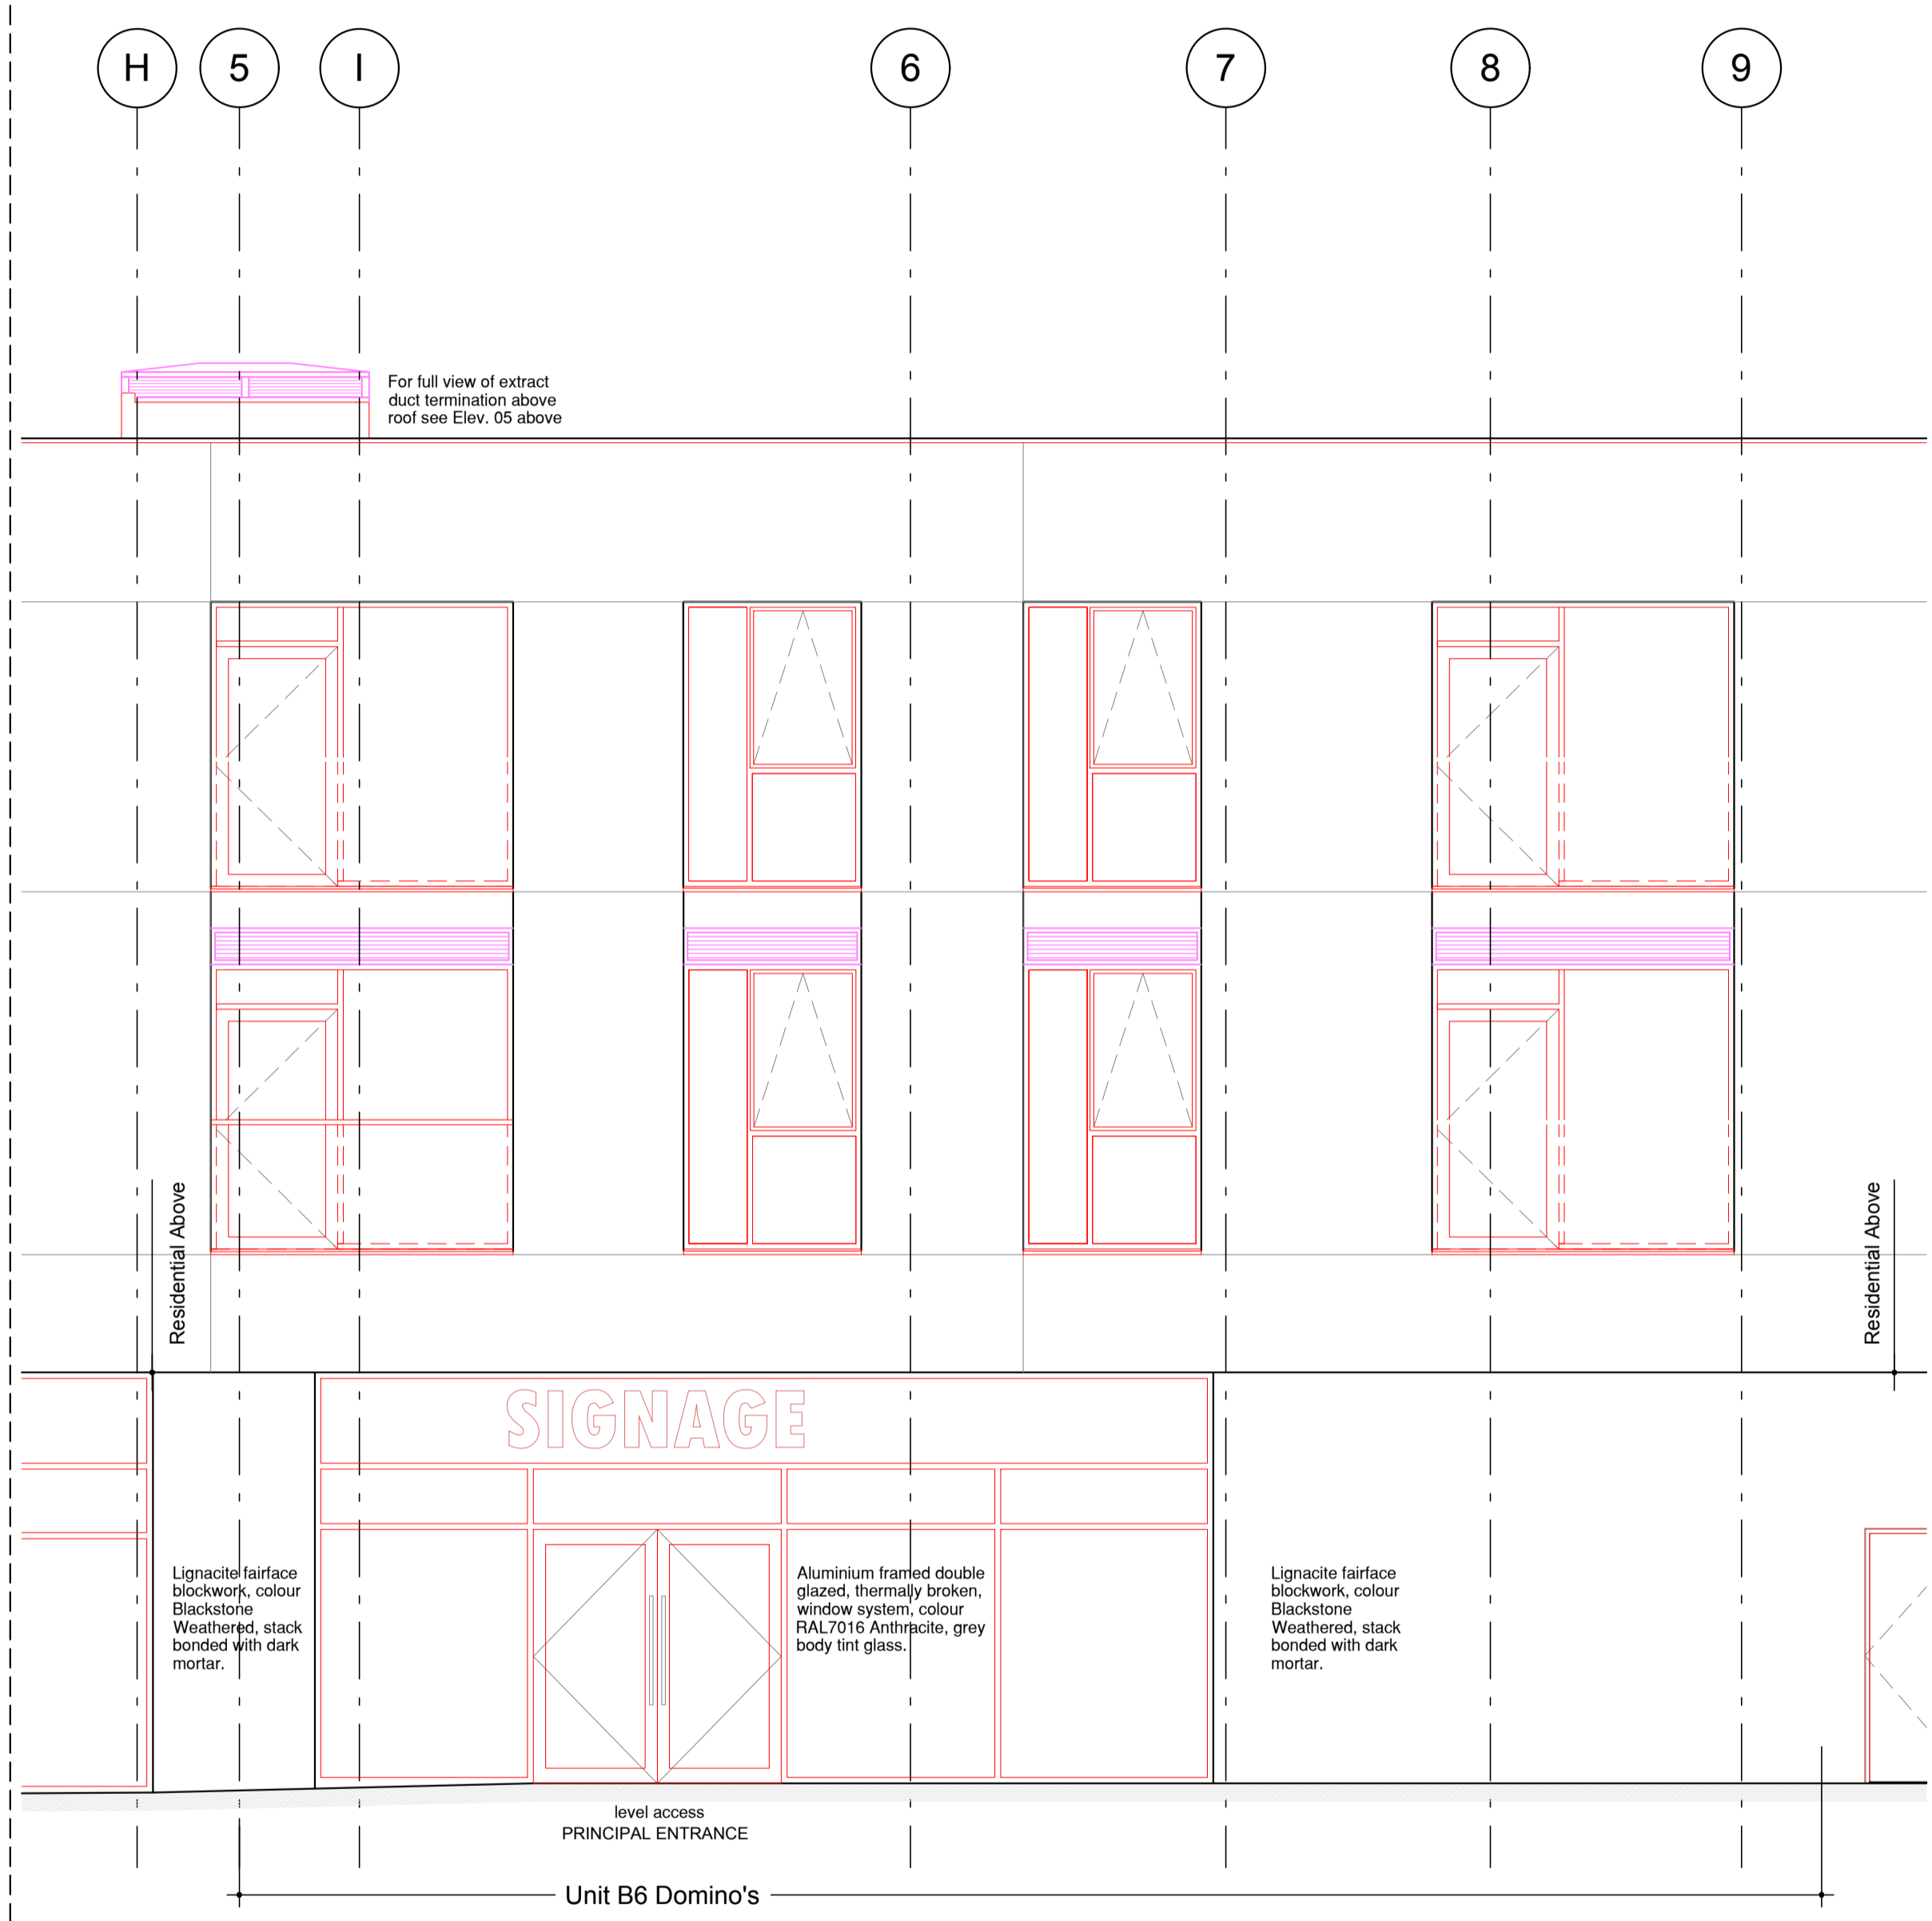 H 5 I 6 7 8 9
For full view of extract
duct termination above
roof see Elev. 05 above
Residential Above
Residential Above
SIGNAGE
Lignacite fairface
blockwork, colour
Blackstone
Weathered, stack
bonded with dark
mortar.
Aluminium framed double
glazed, thermally broken,
window system, colour
RAL7016 Anthracite, grey
body tint glass.
Lignacite fairface
blockwork, colour
Blackstone
Weathered, stack
bonded with dark
mortar.
level access
PRINCIPAL ENTRANCE
Unit B6 Domino's